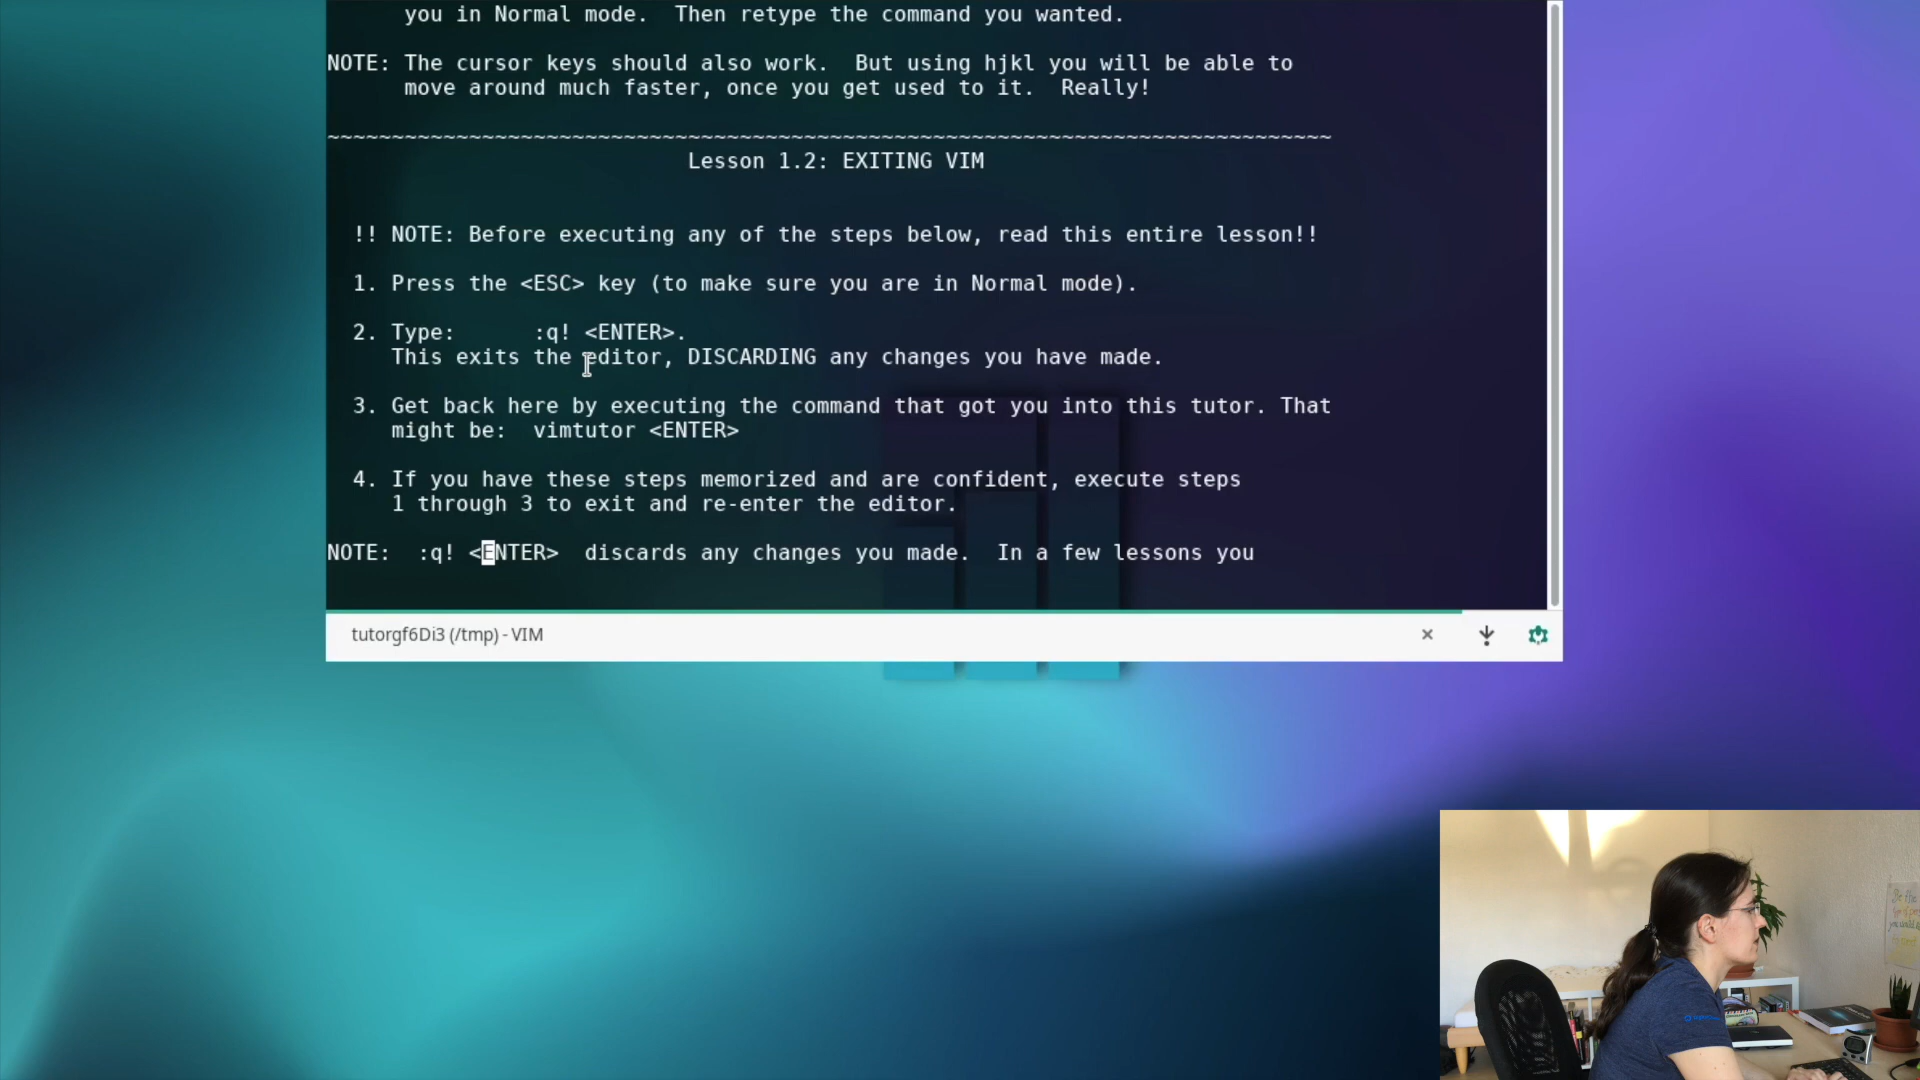 you in Normal mode.  Then retype the command you wanted.
NOTE: The cursor keys should also work.  But using hjkl you will be able to
move around much faster, once you get used to it.  Really!
~~~~~~~~~~~~~~~~~~~~~~~~~~~~~~~~~~~~~~~~~~~~~~~~~~~~~~~~~~~~~~~~~~~~~~~~~~~~~~
Lesson 1.2: EXITING VIM
!! NOTE: Before executing any of the steps below, read this entire lesson!!
1. Press the <ESC> key (to make sure you are in Normal mode).
2. Type:      :q! <ENTER>.
This exits the editor, DISCARDING any changes you have made.
3. Get back here by executing the command that got you into this tutor. That
might be:  vimtutor <ENTER>
4. If you have these steps memorized and are confident, execute steps
1 through 3 to exit and re-enter the editor.
NOTE:  :q! <ENTER>  discards any changes you made.  In a few lessons you
tutorgf6Di3 (/tmp) - VIM
Be the